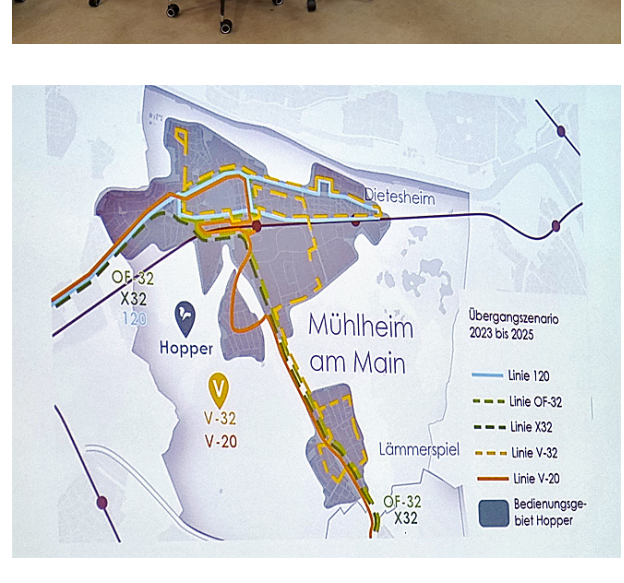 Dietesheim
OF-32
X32
120
Hopper
Mühlheim
am Main
V
V-32
V-20
Lämmerspiel
OF-32
X32
Übergangszenario
2023 bis 2025
Linie 120
Linie OF-32
Linie X32
Linie V-32
Linie V-20
Bedienungsge-
biet Hopper